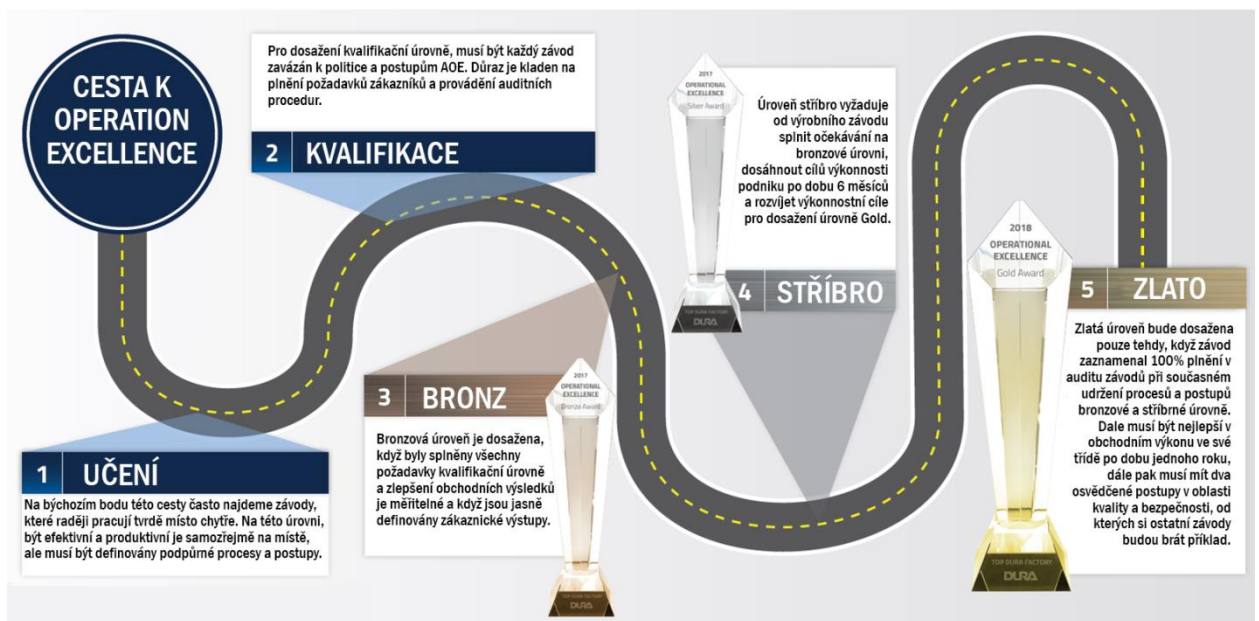 CESTA K
OPERATION
EXCELLENCE
Pro dosažení kvalifikační úrovně, musí být každý závod
zavázán k politice a postupům AOE. Důraz je kladen na
plnění požadavků zákazníků a provádění auditních
procedur.
2 KVALIFIKACE
1 UČENÍ
Na býchozím bodu této cesty často najdeme závody,
které raději pracují tvrdě místo chytře. Na této úrovni,
být efektivní a produktivní je samozřejmě na místě,
ale musí být definovány podpůrné procesy a postupy.
3 BRONZ
Bronzová úroveň je dosažena,
když byly splněny všechny
požadavky kvalifikační úrovně
a zlepšení obchodních výsledků
je měřitelné a když jsou jasně
definovány zákaznické výstupy.
2017
OPERATIONAL
EXCELLENCE
Bronze Award
TOP DURA FACTORY
DURA
2017
OPERATIONAL
EXCELLENCE
Silver Award
TOP DURA FACTORY
DURA
Úroveň stříbro vyžaduje
od výrobního závodu
splnit očekávání na
bronzové úrovni,
dosáhnout cílů výkonnosti
podniku po dobu 6 měsíců
a rozvíjet výkonnostní cíle
pro dosažení úrovně Gold.
4 STŘÍBRO
2018
OPERATIONAL
EXCELLENCE
Gold Award
TOP DURA FACTORY
DURA
5 ZLATO
Zlatá úroveň bude dosažena
pouze tehdy, když závod
zaznamenal 100% plnění v
auditu závodů při současném
udržení procesů a postupů
bronzové a stříbrné úrovně.
Dale musí být nejlepší v
obchodním výkonu ve své
třídě po dobu jednoho roku,
dále pak musí mít dva
osvědčené postupy v oblasti
kvality a bezpečnosti, od
kterých si ostatní závody
budou brát příklad.